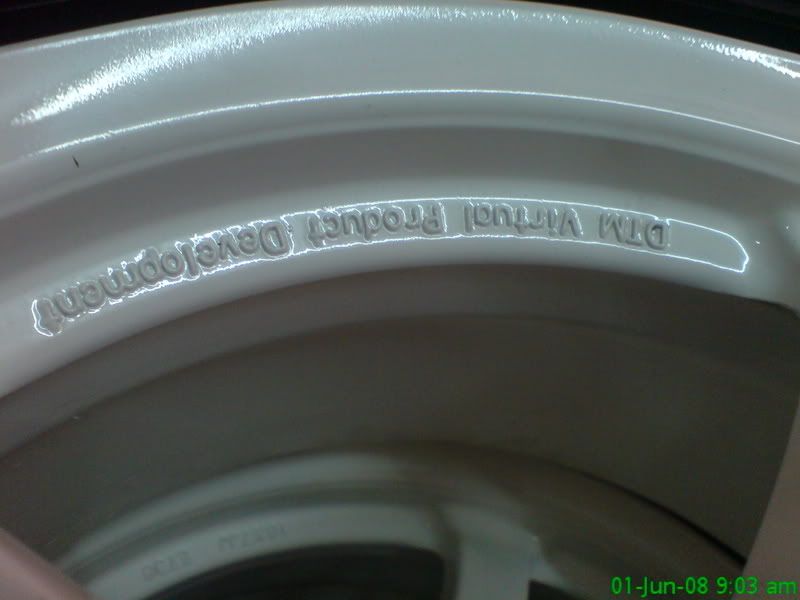 DTM Virtual Product Development
01-Jun-08 9:03 am